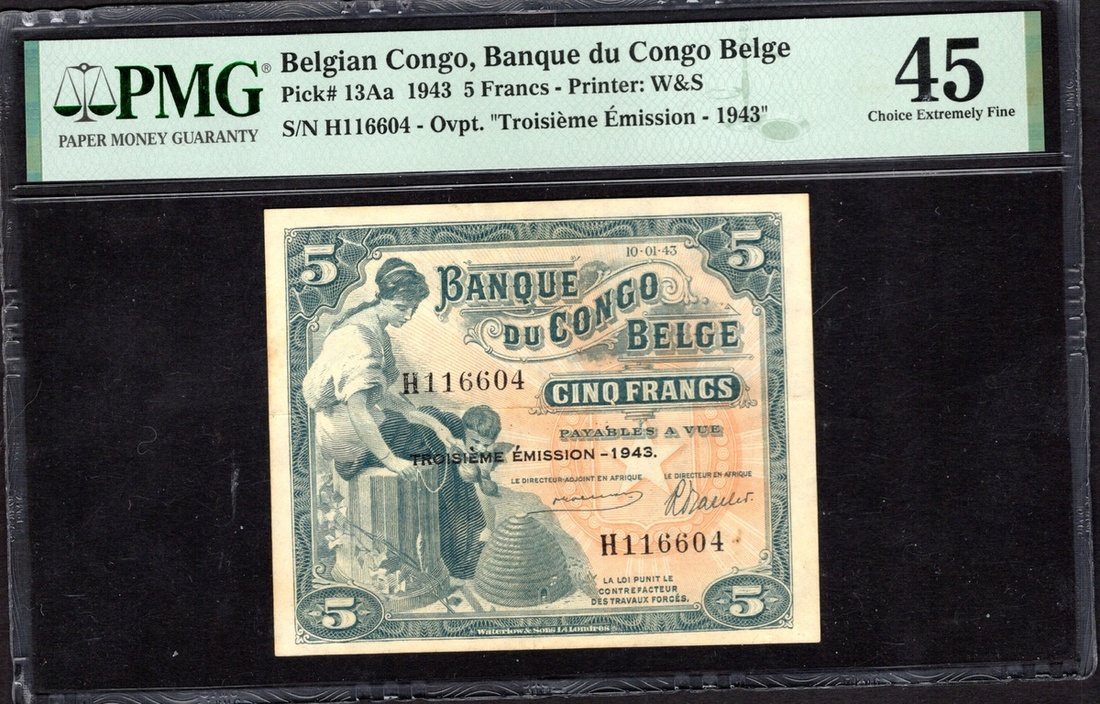 PMG®
PAPER MONEY GUARANTY
Belgian Congo, Banque du Congo Belge
Pick# 13Aa 1943 5 Francs - Printer: W&S
S/N H116604 - Ovpt. "Troisième Émission - 1943"
45
Choice Extremely Fine
5
5
10-01-43
BANQUE
DU CONGO
BELGE
H116604
CINQ FRANCS
PAYABLES A VUE
TROISIÈME ÉMISSION - 1943.
LE DIRECTEUR-ADJOINT EN AFRIQUE
LE DIRECTEUR EN AFRIQUE
H116604
LA LOI PUNIT LE
CONTREFACTEUR
DES TRAVAUX FORCÉS.
5
5
Waterlow & Sons Ld Londres